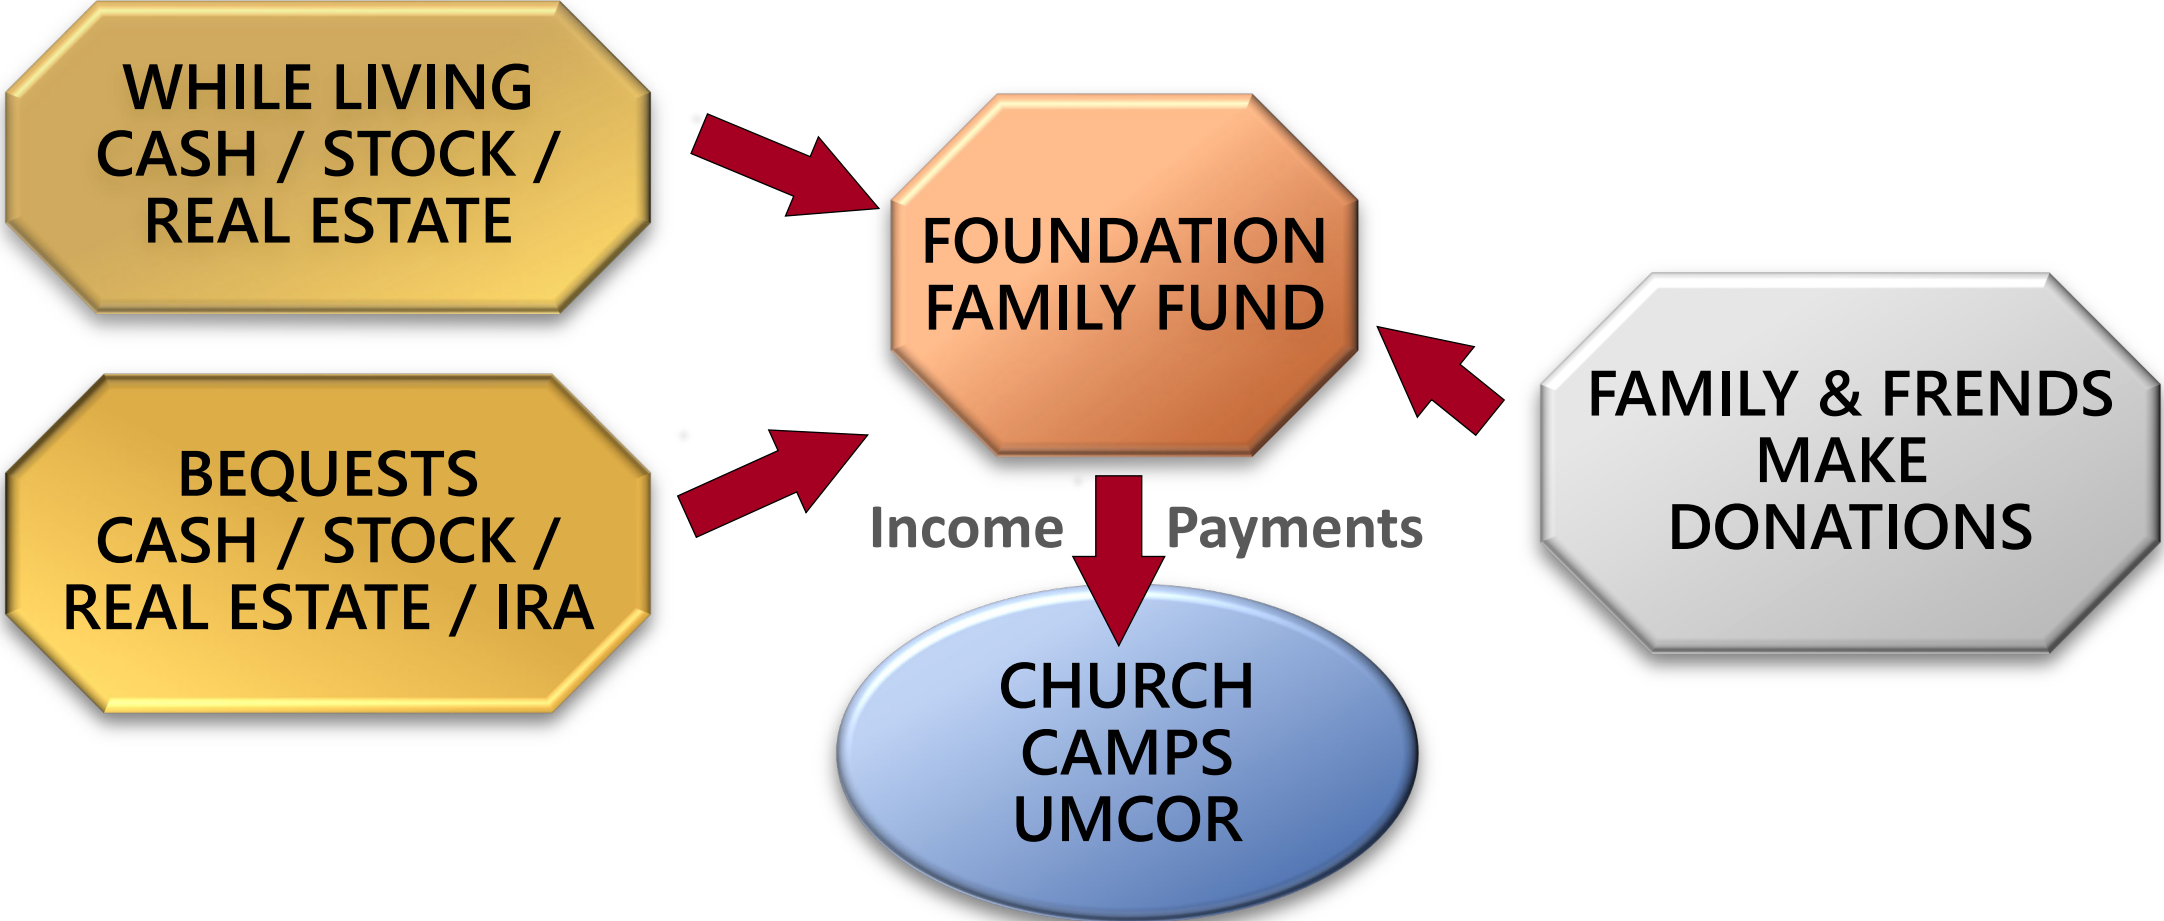 WHILE LIVING
CASH / STOCK /
REAL ESTATE
BEQUESTS
CASH / STOCK /
REAL ESTATE / IRA
FOUNDATION
FAMILY FUND
Income Payments
CHURCH
CAMPS
UMCOR
FAMILY & FRENDS
MAKE
DONATIONS